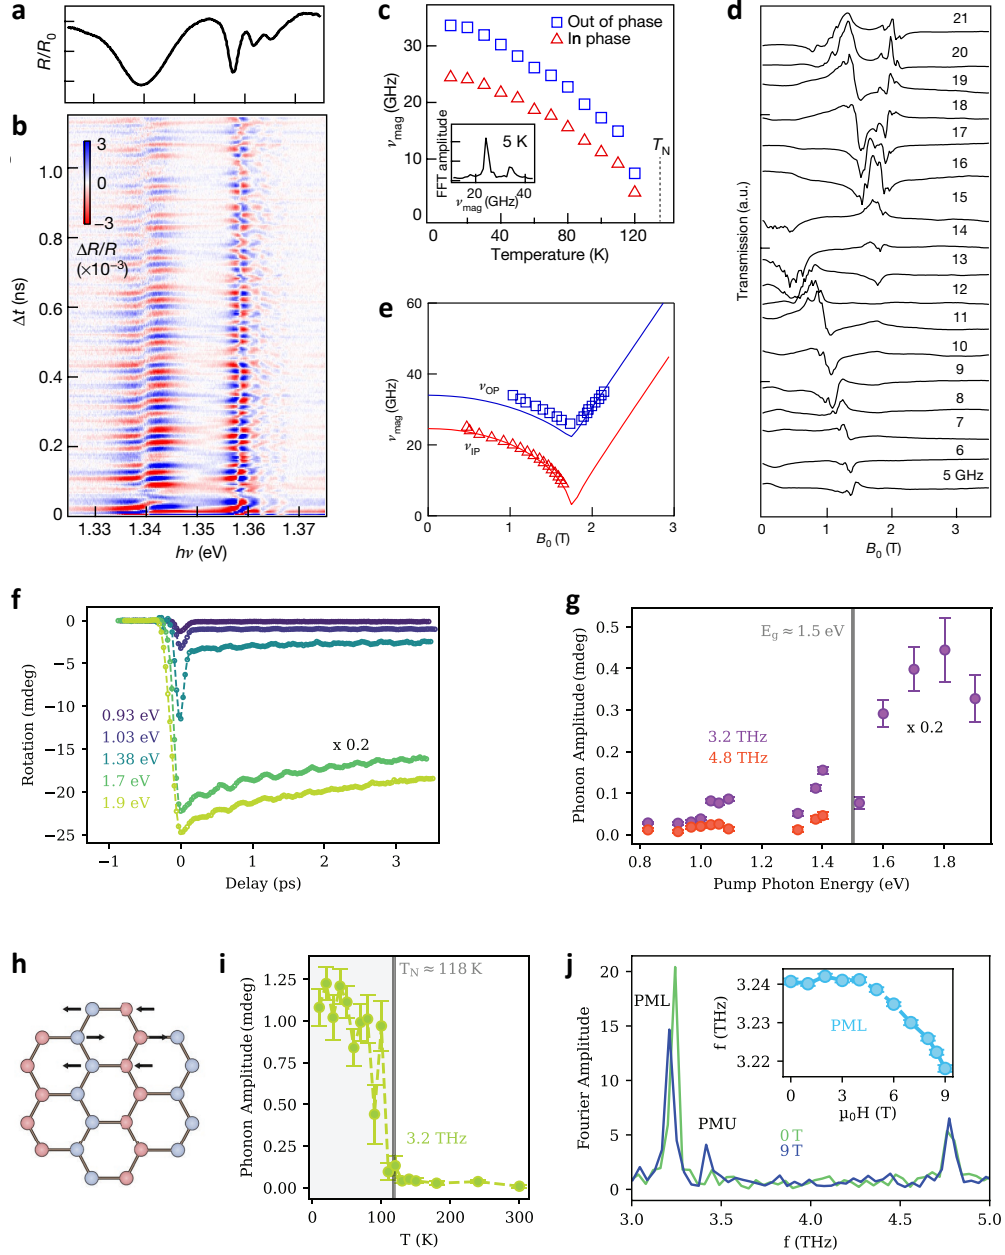 a
R/R0
b
3
0
−3
ΔR/R
(×10−3)
1.0
0.8
0.6
0.4
0.2
0
Δt (ns)
1.33
1.34
1.35
1.36
1.37
hν (eV)
c
Out of phase
In phase
30
20
10
0
νmag (GHz)
TN
5 K
FFT amplitude
20
40
νmag (GHz)
0
40
80
120
Temperature (K)
d
21
20
19
18
17
16
15
14
13
12
11
10
9
8
7
6
5 GHz
Transmission (a.u.)
0
1
2
3
B0 (T)
e
60
40
20
0
νmag (GHz)
νOP
νIP
0
1
2
3
B0 (T)
f
0
−5
−10
−15
−20
−25
Rotation (mdeg)
0.93 eV
1.03 eV
1.38 eV
1.7 eV
1.9 eV
x 0.2
−1
0
1
2
3
Delay (ps)
g
0.5
0.4
0.3
0.2
0.1
0.0
Phonon Amplitude (mdeg)
Eg ≈ 1.5 eV
x 0.2
3.2 THz
4.8 THz
0.8
1.0
1.2
1.4
1.6
1.8
Pump Photon Energy (eV)
h
i
1.25
1.00
0.75
0.50
0.25
0.00
Phonon Amplitude (mdeg)
TN ≈ 118 K
3.2 THz
0
100
200
300
T (K)
j
20
15
10
5
0
Fourier Amplitude
PML
PMU
0 T
9 T
3.24
3.23
3.22
f (THz)
PML
0
3
6
9
μ0H (T)
3.0
3.5
4.0
4.5
5.0
f (THz)